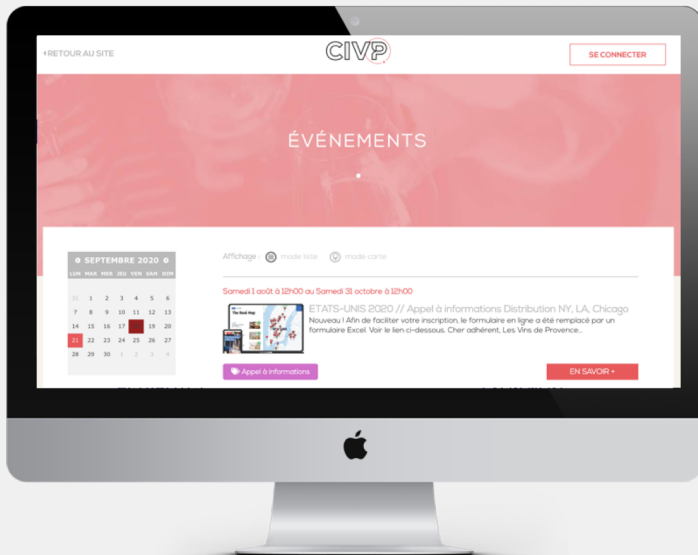 RETOUR AU SITE
CIVP
SE CONNECTER
ÉVÉNEMENTS
SEPTEMBRE 2020
LUN MAR MER JEU VEN SAM DIM
31 1 2 3 4 5 6
7 8 9 10 11 12 13
14 15 16 17 19 20
21 22 23 24 25 26 27
28 29 30 1 2 3 4
Affichage : mode liste mode carte
Samedi 1 août à 12h00 au Samedi 31 octobre à 12h00
The Book Map
ETATS-UNIS 2020 // Appel à informations Distribution NY, LA, Chicago
Nouveau ! Afin de faciliter votre inscription, le formulaire en ligne a été remplacé par un
formulaire Excel. Voir le lien ci-dessous. Cher adhérent, Les Vins de Provence...
Appel à informations
EN SAVOIR +